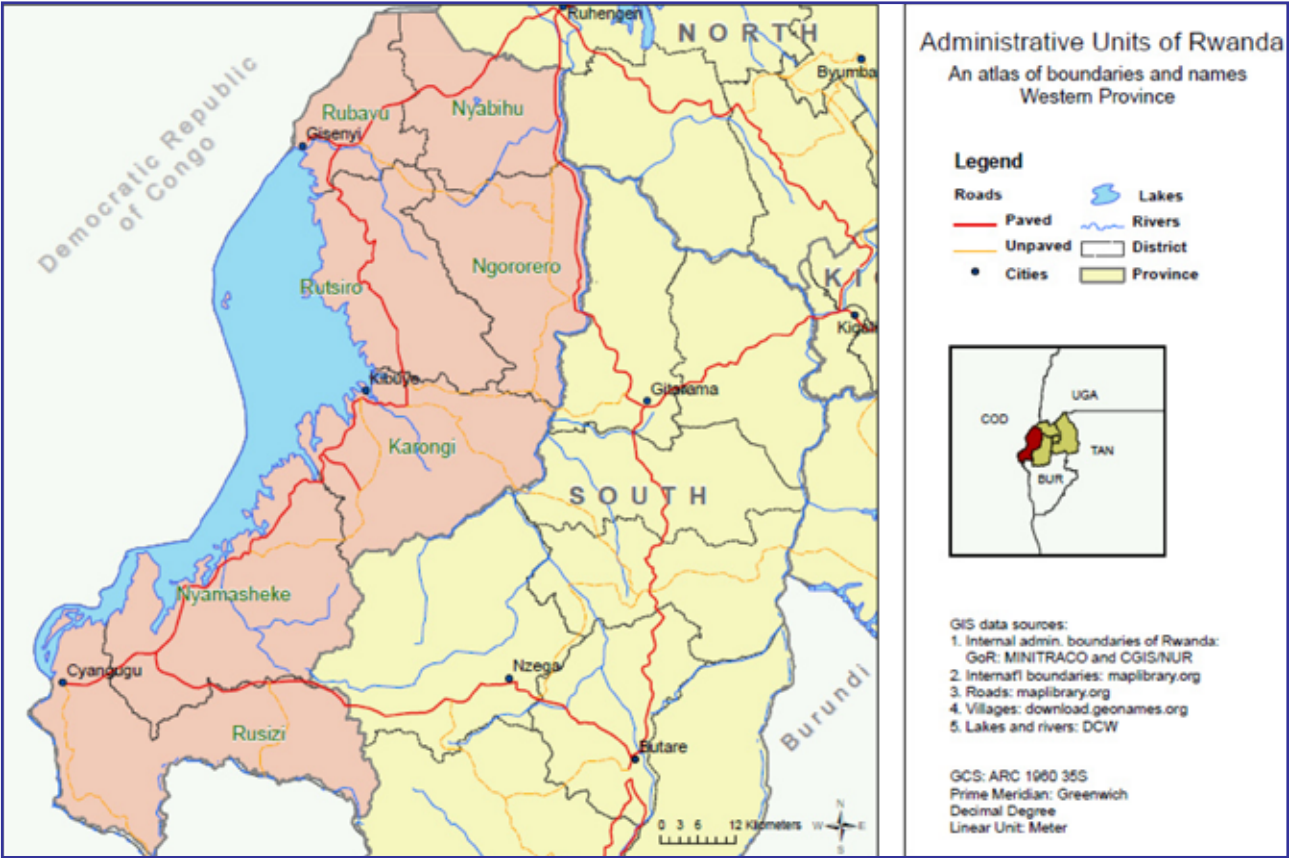 Ruhengeri
NORTH
Byumba
Democratic Republic
of Congo
Rubavu
Nyabihu
Gisenyi
Ngororero
Rutsiro
Kibuye
Gitarama
Karongi
SOUTH
Nyamasheke
Cyangugu
Nzega
Rusizi
Butare
Burundi
0 3 6 12 Kilometers
N
W E
S
Administrative Units of Rwanda
An atlas of boundaries and names
Western Province
Legend
Roads
Lakes
Paved
Rivers
Unpaved
District
Cities
Province
UGA
COD
TAN
BUR
GIS data sources:
1. Internal admin. boundaries of Rwanda:
GoR: MINITRACO and CGIS/NUR
2. Internat'l boundaries: maplibrary.org
3. Roads: maplibrary.org
4. Villages: download.geonames.org
5. Lakes and rivers: DCW
GCS: ARC 1960 35S
Prime Meridian: Greenwich
Decimal Degree
Linear Unit: Meter